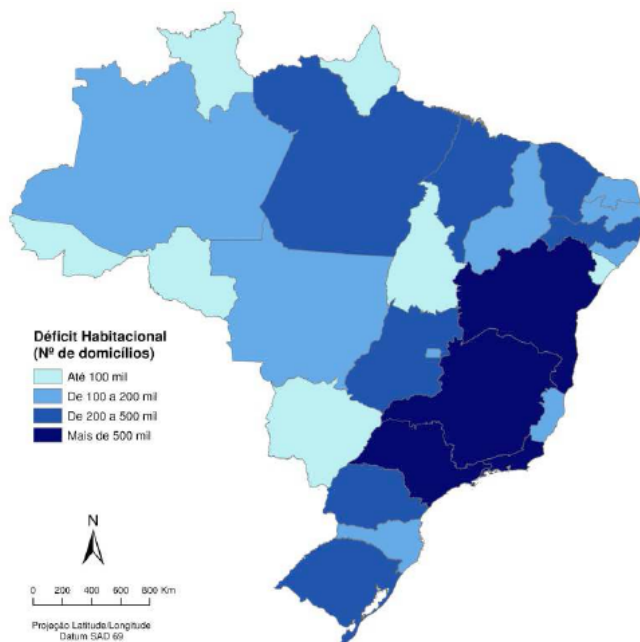 Déficit Habitacional
(Nº de domicílios)
Até 100 mil
De 100 a 200 mil
De 200 a 500 mil
Mais de 500 mil
N
0 200 400 600 800 Km
Projeção Latitude/Longitude
Datum SAD 69